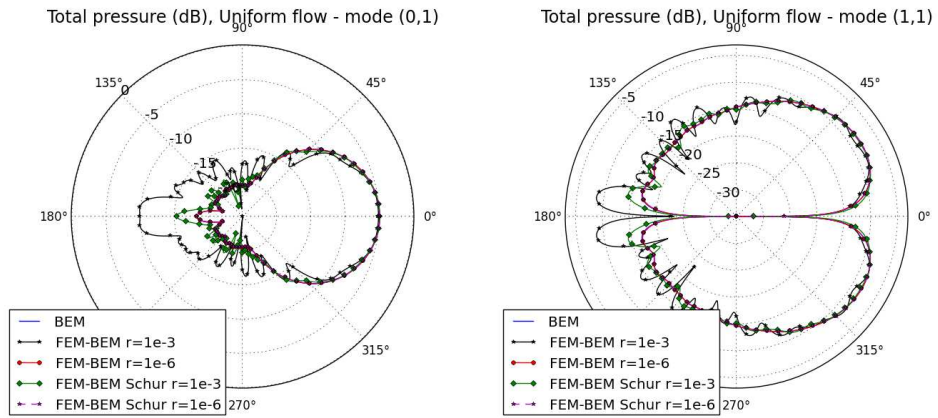 Total pressure (dB), Uniform flow - mode (0,1)
90°
135°
45°
0
-5
-10
-15
180°
0°
315°
270°
BEM
FEM-BEM r=1e-3
FEM-BEM r=1e-6
FEM-BEM Schur r=1e-3
FEM-BEM Schur r=1e-6
Total pressure (dB), Uniform flow - mode (1,1)
90°
135°
45°
-5
-10
-15
-20
-25
-30
180°
0°
315°
270°
BEM
FEM-BEM r=1e-3
FEM-BEM r=1e-6
FEM-BEM Schur r=1e-3
FEM-BEM Schur r=1e-6